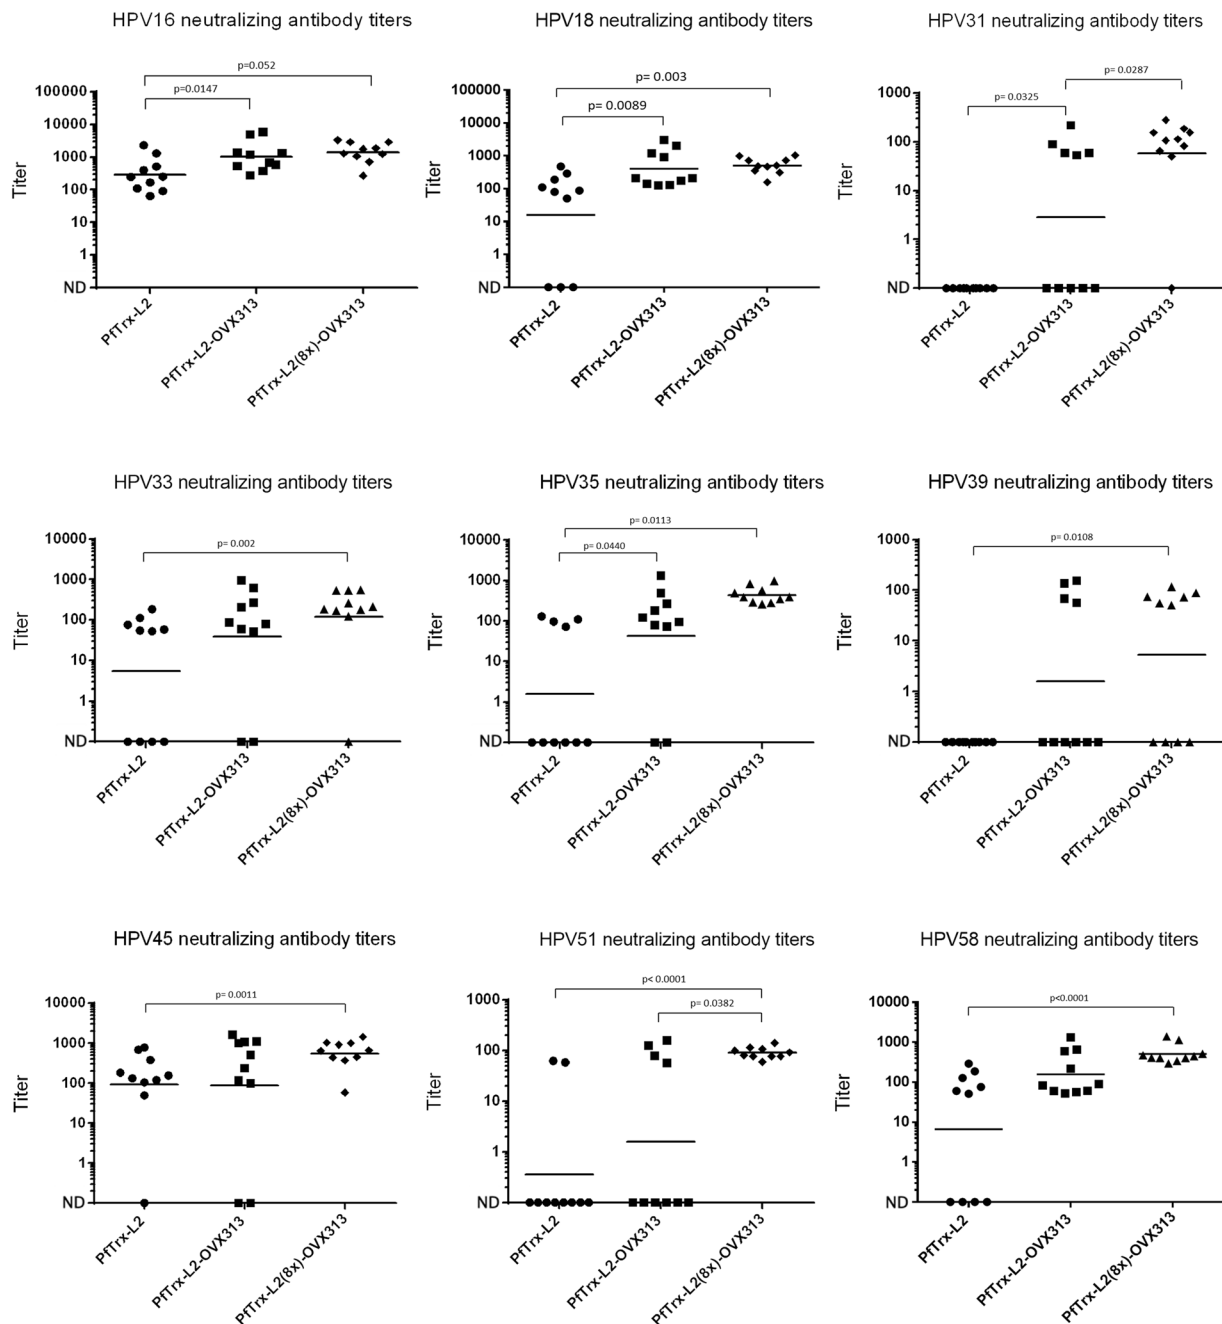 HPV16 neutralizing antibody titers
p=0.052
p=0.0147
100000
10000
1000
100
10
1
ND
Titer
PfTrx-L2
PfTrx-L2-OVX313
PfTrx-L2(8x)-OVX313
HPV18 neutralizing antibody titers
p= 0.003
p= 0.0089
100000
10000
1000
100
10
1
ND
Titer
PfTrx-L2
PfTrx-L2-OVX313
PfTrx-L2(8x)-OVX313
HPV31 neutralizing antibody titers
p= 0.0287
p= 0.0325
1000
100
10
1
ND
Titer
PfTrx-L2
PfTrx-L2-OVX313
PfTrx-L2(8x)-OVX313
HPV33 neutralizing antibody titers
p= 0.002
10000
1000
100
10
1
ND
Titer
PfTrx-L2
PfTrx-L2-OVX313
PfTrx-L2(8x)-OVX313
HPV35 neutralizing antibody titers
p= 0.0113
p= 0.0440
10000
1000
100
10
1
ND
Titer
PfTrx-L2
PfTrx-L2-OVX313
PfTrx-L2(8x)-OVX313
HPV39 neutralizing antibody titers
p= 0.0108
1000
100
10
1
ND
Titer
PfTrx-L2
PfTrx-L2-OVX313
PfTrx-L2(8x)-OVX313
HPV45 neutralizing antibody titers
p= 0.0011
10000
1000
100
10
1
ND
Titer
PfTrx-L2
PfTrx-L2-OVX313
PfTrx-L2(8x)-OVX313
HPV51 neutralizing antibody titers
p< 0.0001
p= 0.0382
1000
100
10
1
ND
Titer
PfTrx-L2
PfTrx-L2-OVX313
PfTrx-L2(8x)-OVX313
HPV58 neutralizing antibody titers
p<0.0001
10000
1000
100
10
1
ND
Titer
PfTrx-L2
PfTrx-L2-OVX313
PfTrx-L2(8x)-OVX313